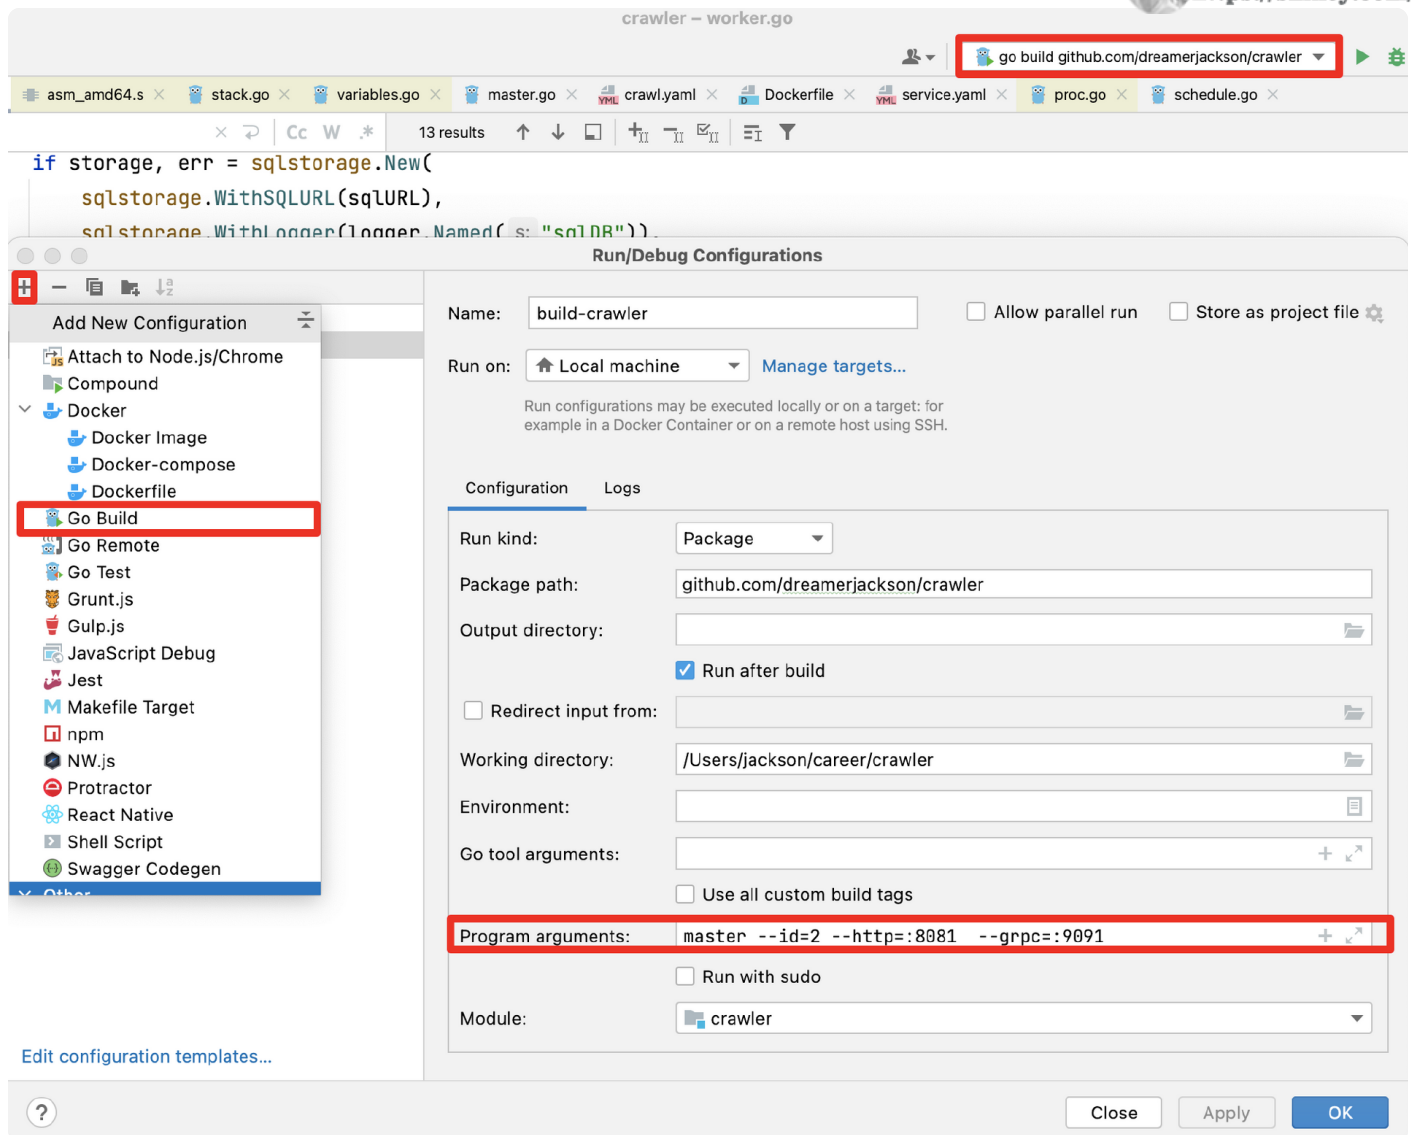 crawler – worker.go
go build github.com/dreamerjackson/crawler
asm_amd64.s
stack.go
variables.go
master.go
crawl.yaml
Dockerfile
service.yaml
proc.go
schedule.go
Cc W .*
13 results
if storage, err = sqlstorage.New(
sqlstorage.WithSQLURL(sqlURL),
sqlstorage.WithLogger(logger.Named( s: "sqlDB")),
Run/Debug Configurations
Add New Configuration
Attach to Node.js/Chrome
Compound
Docker
Docker Image
Docker-compose
Dockerfile
Go Build
Go Remote
Go Test
Grunt.js
Gulp.js
JavaScript Debug
Jest
Makefile Target
npm
NW.js
Protractor
React Native
Shell Script
Swagger Codegen
Other
Edit configuration templates...
Name: build-crawler
Allow parallel run
Store as project file
Run on: Local machine
Manage targets...
Run configurations may be executed locally or on a target: for
example in a Docker Container or on a remote host using SSH.
Configuration
Logs
Run kind: Package
Package path: github.com/dreamerjackson/crawler
Output directory:
Run after build
Redirect input from:
Working directory: /Users/jackson/career/crawler
Environment:
Go tool arguments:
Use all custom build tags
Program arguments: master --id=2 --http=:8081  --grpc=:9091
Run with sudo
Module: crawler
?
Close
Apply
OK